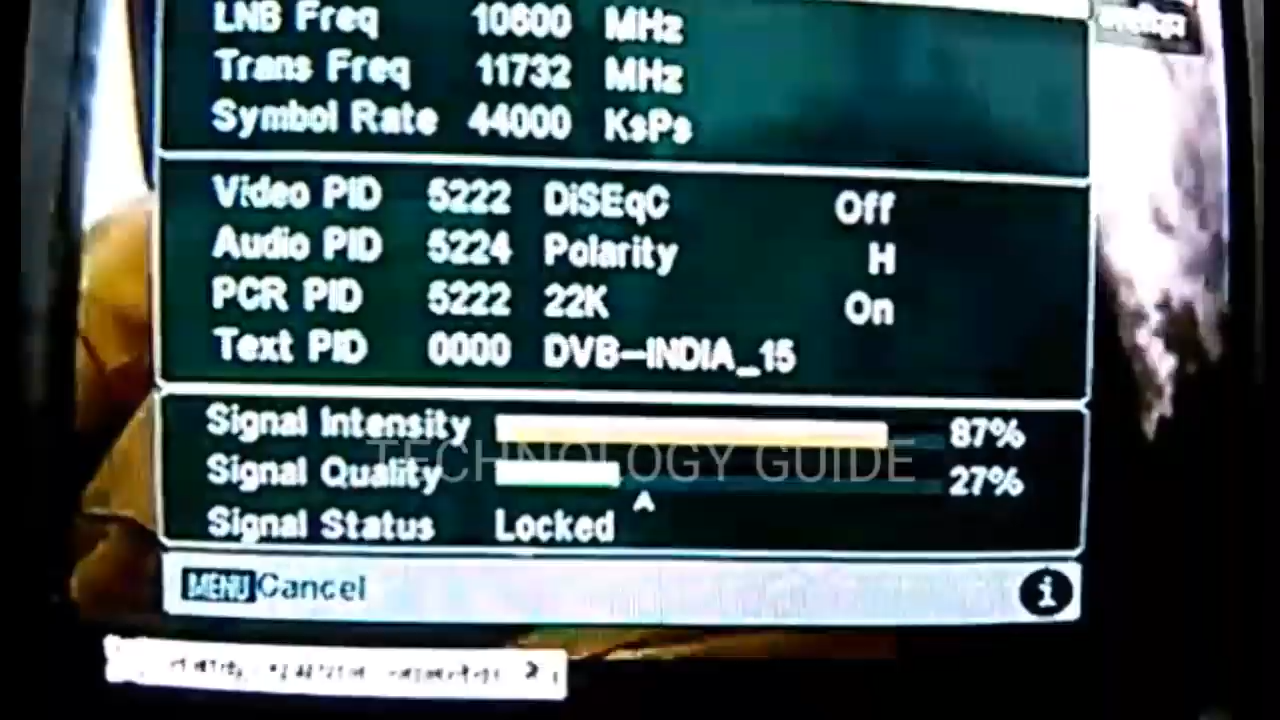 LNB Freq 10600 MHz
Trans Freq 11732 MHz
Symbol Rate 44000 KsPs
Video PID 5222 DiSEqC Off
Audio PID 5224 Polarity H
PCR PID 5222 22K On
Text PID 0000 DVB-INDIA_15
Signal Intensity 87%
TECHNOLOGY GUIDE
Signal Quality 27%
Signal Status Locked
MENU Cancel i